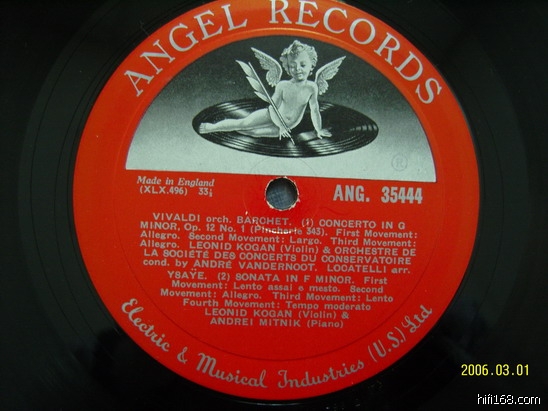 ANGEL RECORDS
®
Made in England
(XLX.496) 33⅓
ANG. 35444
VIVALDI orch. BARCHET. (1) CONCERTO IN G
MINOR, Op. 12 No. 1 (Pincherle 343). First Movement:
Allegro. Second Movement: Largo. Third Movement:
Allegro. LEONID KOGAN (Violin) & ORCHESTRE DE
LA SOCIÉTÉ DES CONCERTS DU CONSERVATOIRE
cond. by ANDRÉ VANDERNOOT. LOCATELLI arr.
YSAŸE. (2) SONATA IN F MINOR. First
Movement: Lento assai e mesto. Second
Movement: Allegro. Third Movement: Lento
Fourth Movement: Tempo moderato
LEONID KOGAN (Violin) &
ANDREI MITNIK (Piano)
Electric & Musical Industries (U.S.) Ltd
2006.03.01
hifi168.com